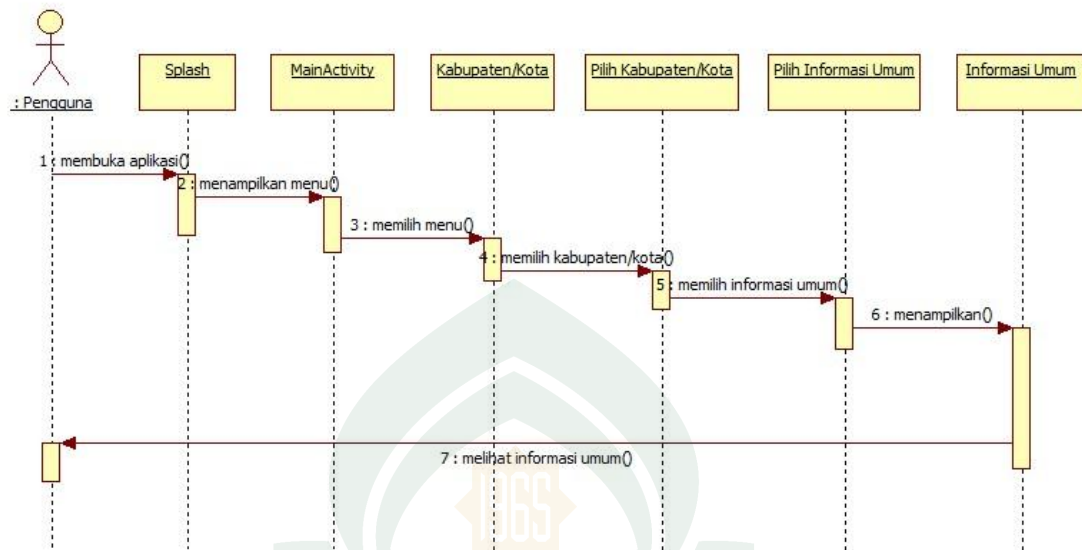 : Pengguna
Splash
MainActivity
Kabupaten/Kota
Pilih Kabupaten/Kota
Pilih Informasi Umum
Informasi Umum
1 : membuka aplikasi()
2 : menampilkan menu()
3 : memilih menu()
4 : memilih kabupaten/kota()
5 : memilih informasi umum()
6 : menampilkan()
7 : melihat informasi umum()
1965